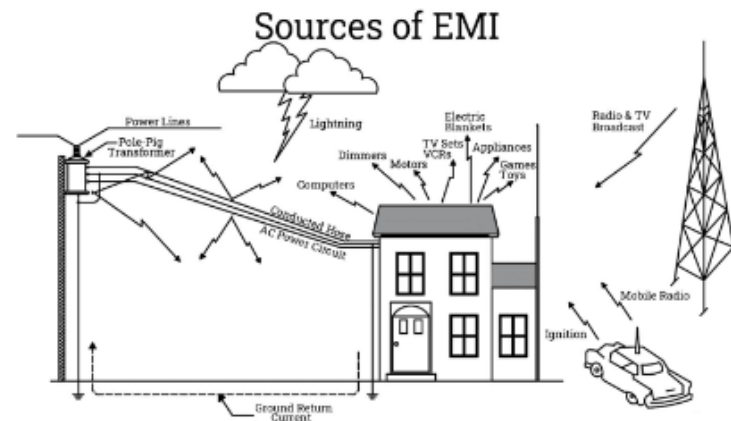 Sources of EMI
Power Lines
Pole-Pig
Transformer
Lightning
Electric
Blankets
TV Sets
VCRs
Appliances
Dimmers
Motors
Games
Toys
Computers
Radio & TV
Broadcast
Conducted Hose
AC Power Circuit
Mobile Radio
Ignition
Ground Return
Current